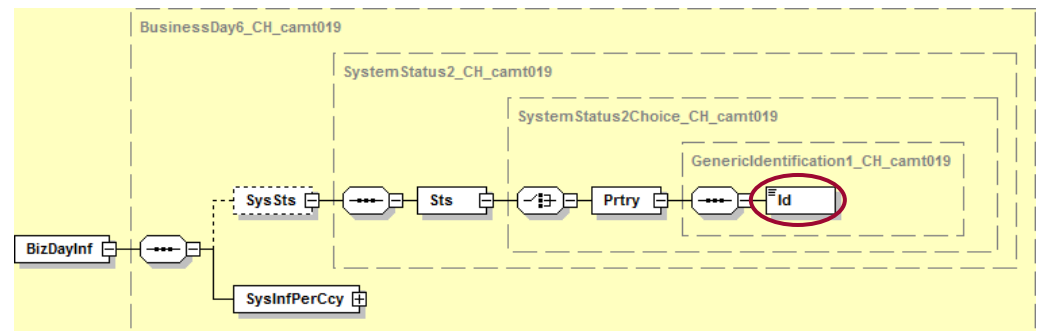 BusinessDay6_CH_camt019
SystemStatus2_CH_camt019
SystemStatus2Choice_CH_camt019
GenericIdentification1_CH_camt019
SysSts
Sts
Prtry
Id
BizDayInf
SysInfPerCcy